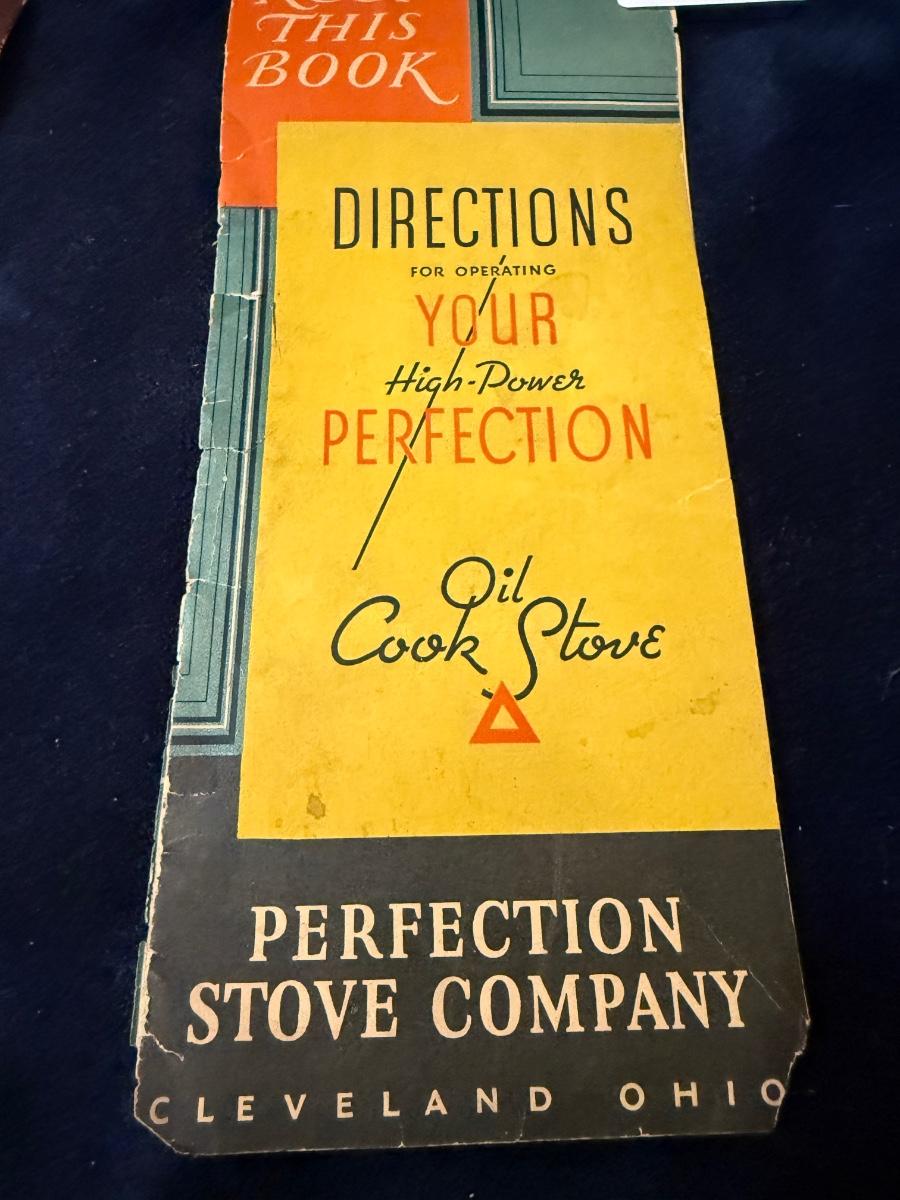 THIS
BOOK
DIRECTIONS
FOR OPERATING
YOUR
High-Power
PERFECTION
Oil
Cook Stove
PERFECTION
STOVE COMPANY
CLEVELAND OHIO